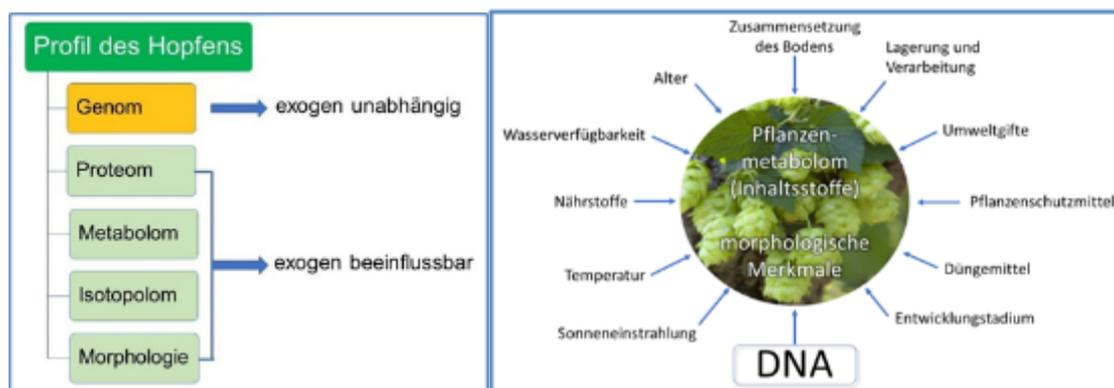 Profil des Hopfens
Genom
exogen unabhängig
Proteom
Metabolom
exogen beeinflussbar
Isotopolom
Morphologie
Zusammensetzung
des Bodens
Lagerung und
Verarbeitung
Alter
Wasserverfügbarkeit
Umweltgifte
Pflanzen-
metabolom
(Inhaltsstoffe)
Nährstoffe
Pflanzenschutzmittel
morphologische
Merkmale
Temperatur
Düngemittel
Sonneneinstrahlung
Entwicklungstadium
DNA